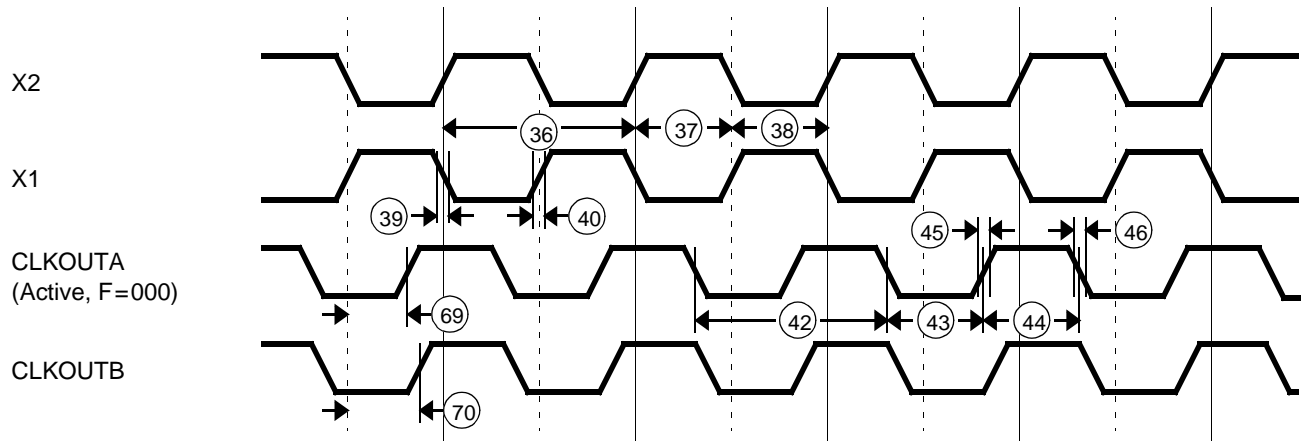 X2
36
37
38
X1
39
40
45
46
CLKOUTA
(Active, F=000)
69
42
43
44
CLKOUTB
70